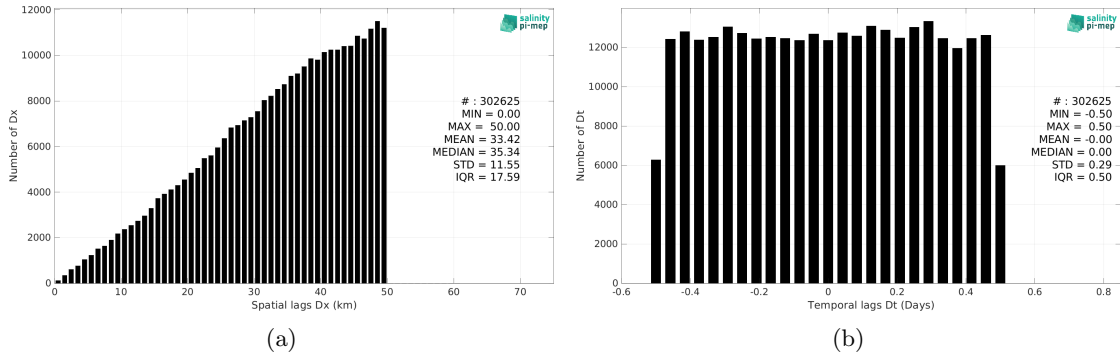 12000
10000
8000
6000
4000
2000
0
Number of Dx
0 10 20 30 40 50 60 70
Spatial lags Dx (km)
salinity
pi-mep
# : 302625
MIN = 0.00
MAX = 50.00
MEAN = 33.42
MEDIAN = 35.34
STD = 11.55
IQR = 17.59
(a)
14000
12000
10000
8000
6000
4000
2000
0
Number of Dt
-0.6 -0.4 -0.2 0 0.2 0.4 0.6 0.8
Temporal lags Dt (Days)
salinity
pi-mep
# : 302625
MIN = -0.50
MAX = 0.50
MEAN = -0.00
MEDIAN = 0.00
STD = 0.29
IQR = 0.50
(b)